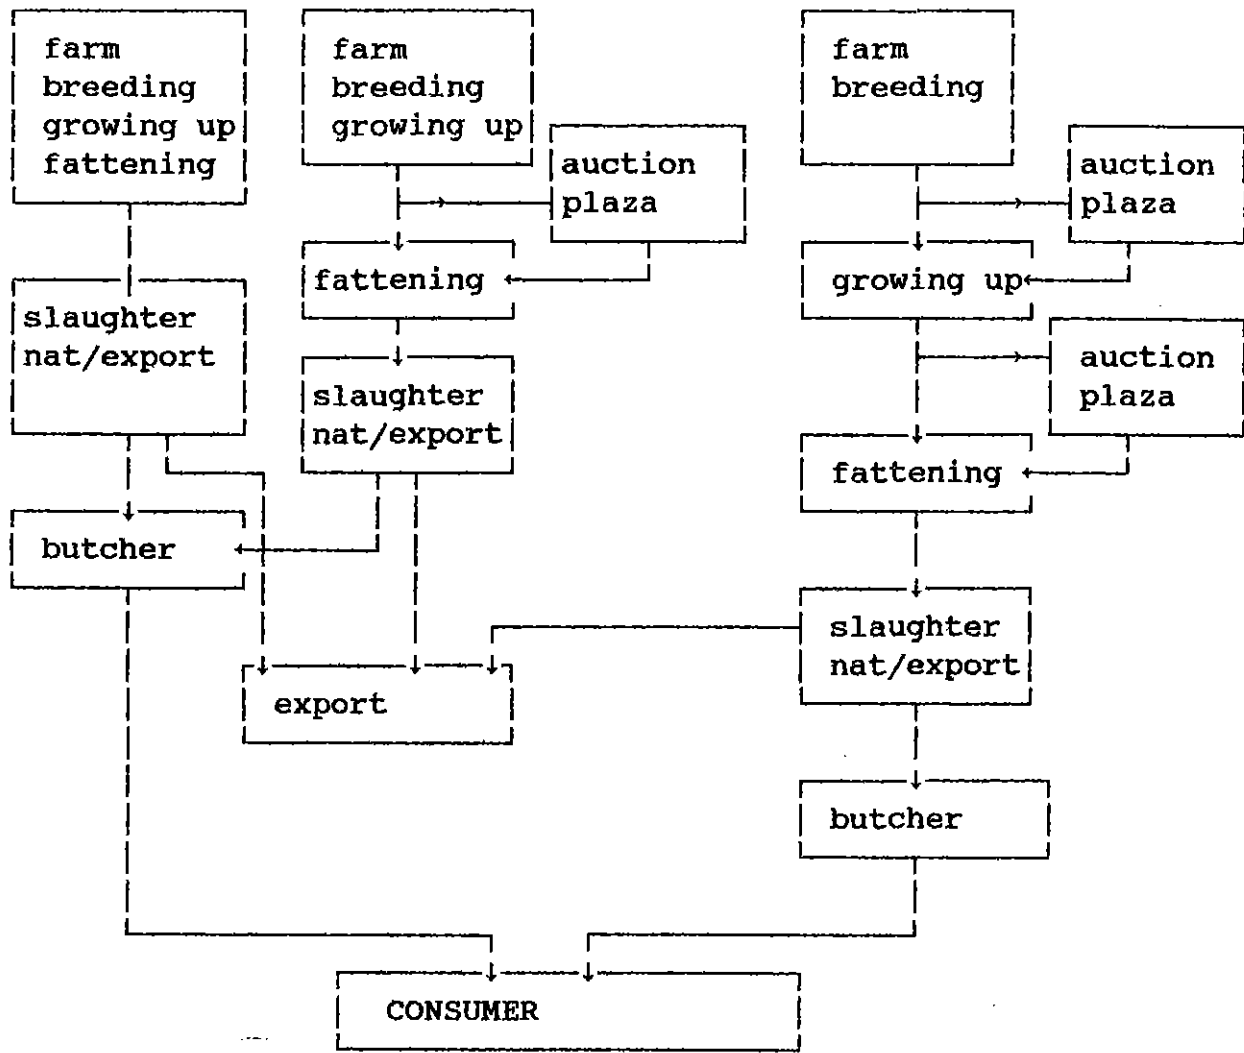 farm
breeding
growing up
fattening
farm
breeding
growing up
farm
breeding
auction
plaza
auction
plaza
fattening
growing up
slaughter
nat/export
slaughter
nat/export
auction
plaza
fattening
butcher
slaughter
nat/export
export
butcher
CONSUMER